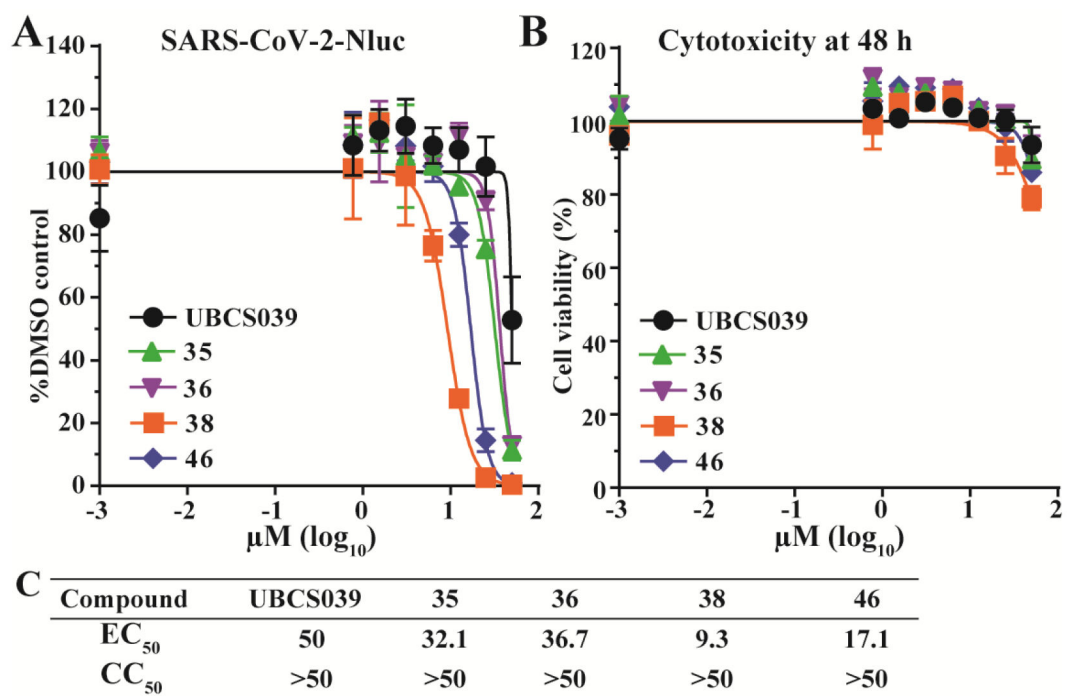 A SARS-CoV-2-Nluc
140
120
100
80
60
40
20
0
%DMSO control
UBCS039
35
36
38
46
-3 -2 -1 0 1 2
µM (log10)
B Cytotoxicity at 48 h
120
100
80
60
40
20
0
Cell viability (%)
UBCS039
35
36
38
46
-3 -2 -1 0 1 2
µM (log10)
C
Compound UBCS039 35 36 38 46
EC50 50 32.1 36.7 9.3 17.1
CC50 >50 >50 >50 >50 >50